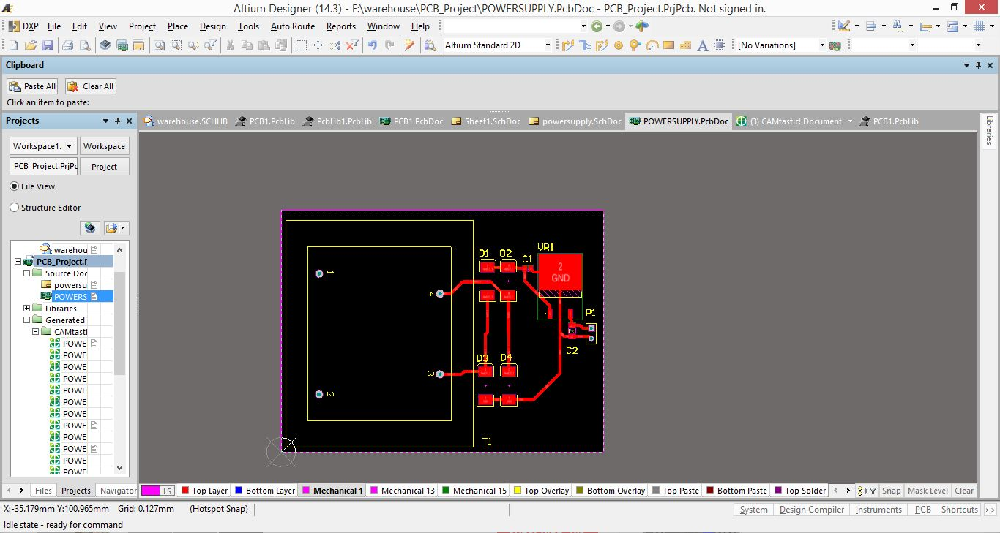 Altium Designer (14.3) - F:\warehouse\PCB_Project\POWERSUPPLY.PcbDoc - PCB_Project.PrjPcb. Not signed in.
DXP File Edit View Project Place Design Tools Auto Route Reports Window Help
Altium Standard 2D [No Variations]
Clipboard
Paste All Clear All
Click an item to paste:
Projects
warehouse.SCHLIB PCB1.PcbLib PcbLib1.PcbLib PCB1.PcbDoc Sheet1.SchDoc powersupply.SchDoc POWERSUPPLY.PcbDoc (3) CAMtastic! Document PCB1.PcbLib
Libraries
Workspace1. Workspace
PCB_Project.PrjPc Project
File View
Structure Editor
warehou
PCB_Project.F
Source Doc
powersu
POWERS
Libraries
Generated
CAMtasti
POWE
POWE
POWE
POWE
POWE
POWE
POWE
POWE
POWE
POWE
POWE
POWE
D1 D2 C1 VR1
2
GND
1
4
P1
C2
D3 D4
3
2
T1
Files Projects Navigator
LS Top Layer Bottom Layer Mechanical 1 Mechanical 13 Mechanical 15 Top Overlay Bottom Overlay Top Paste Bottom Paste Top Solder Snap Mask Level Clear
X:-35.179mm Y:100.965mm Grid: 0.127mm (Hotspot Snap)
System Design Compiler Instruments PCB Shortcuts >>
Idle state - ready for command